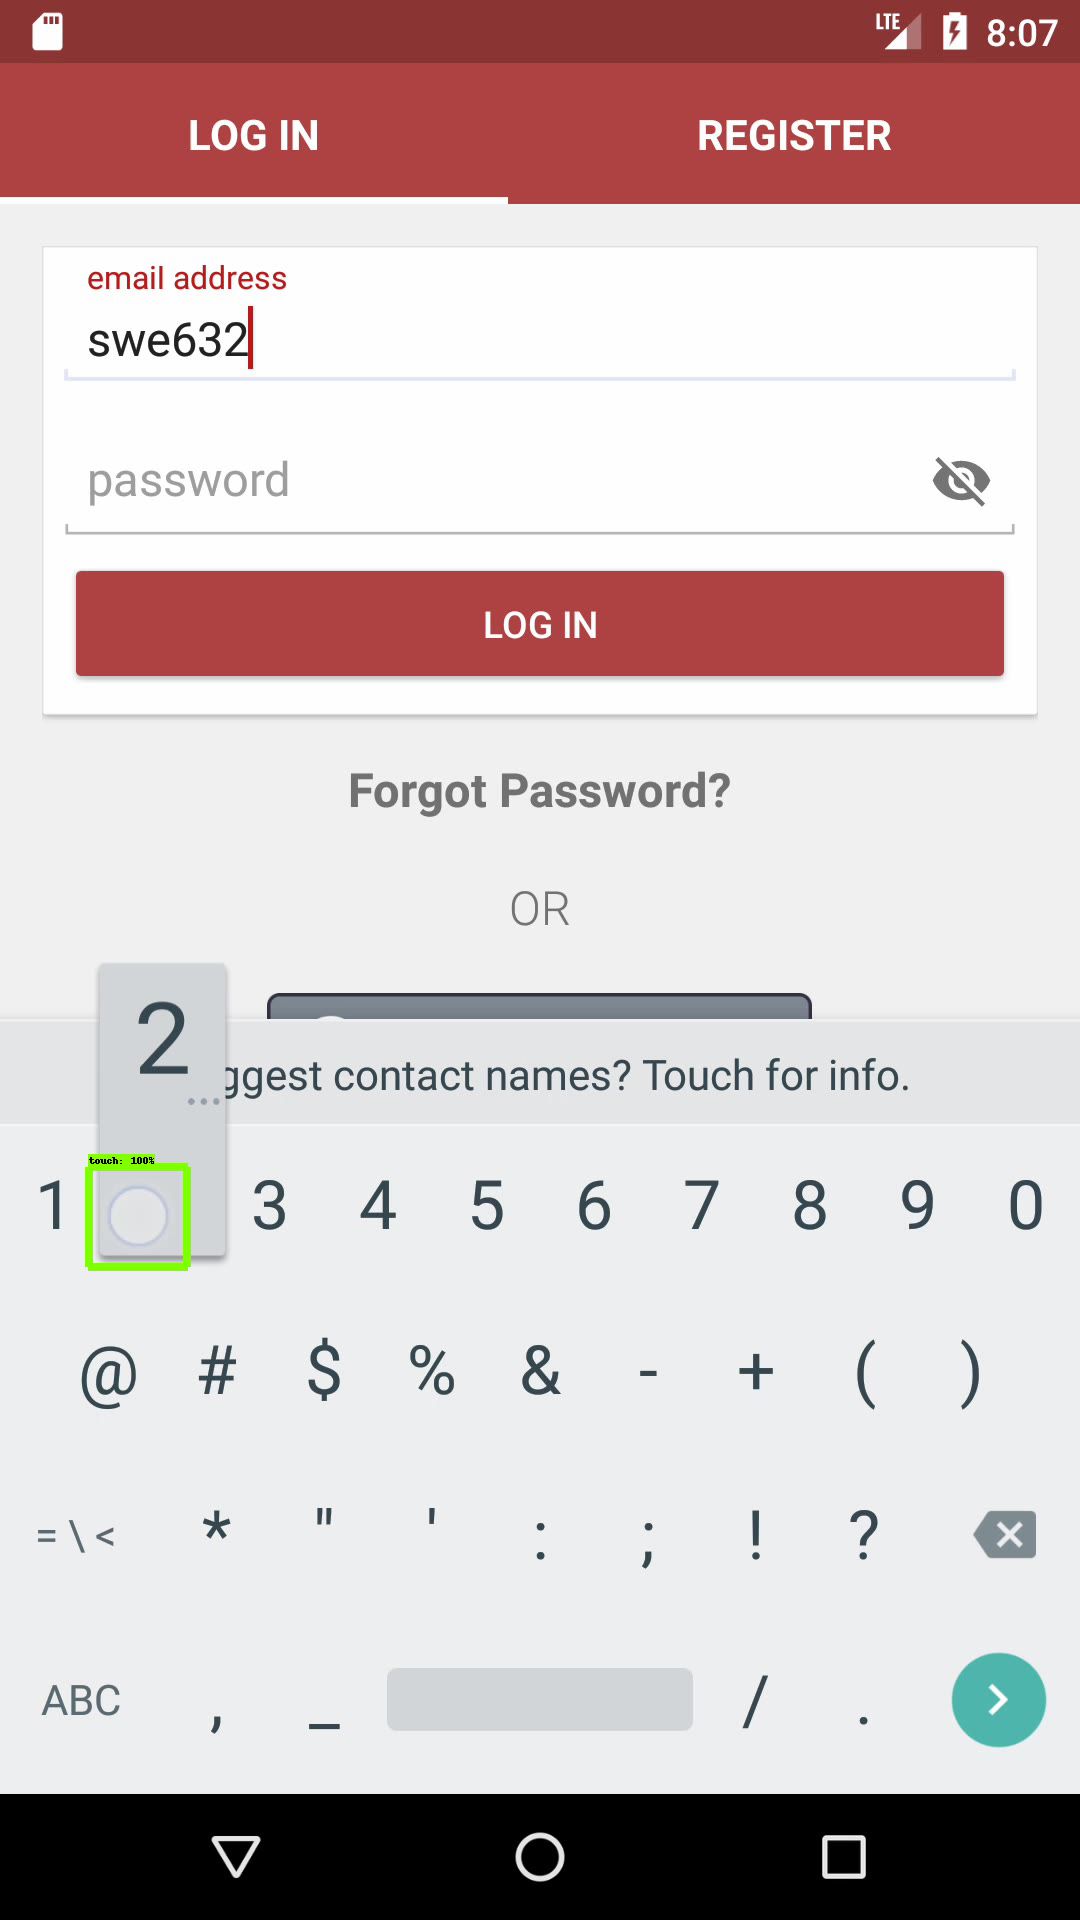 LTE 8:07
LOG IN REGISTER
email address
swe632
password
LOG IN
Forgot Password?
OR
2
...
ggest contact names? Touch for info.
touch: 100%
1 3 4 5 6 7 8 9 0
@ # $ % & - + ( )
= \ < * " ' : ; ! ?
ABC , _ / .